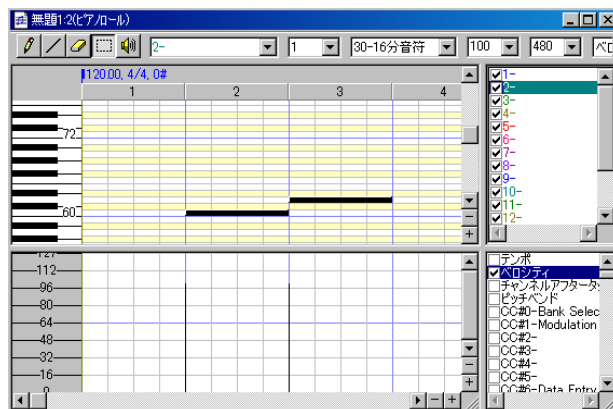 無題1:2(ピアノロール)
2-
1
30-16分音符
100
480
ベロ
120.00, 4/4, 0#
1 2 3 4
72
60
1-
2-
3-
4-
5-
6-
7-
8-
9-
10-
11-
12-
127
112
96
80
64
48
32
16
0
テンポ
ベロシティ
チャンネルアフタータッ
ピッチベンド
CC#0-Bank Selec
CC#1-Modulation
CC#2-
CC#3-
CC#4-
CC#5-
CC#6-Data Entry